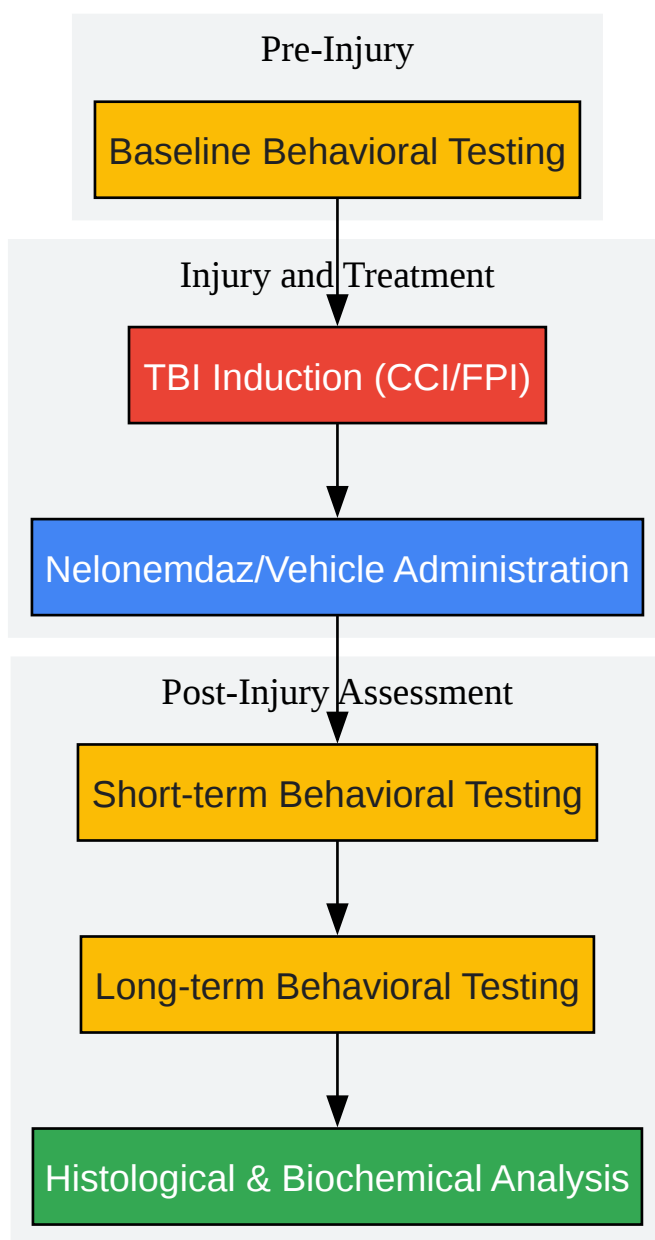 Pre-Injury
Baseline Behavioral Testing
Injury and Treatment
TBI Induction (CCI/FPI)
Nelonemdaz/Vehicle Administration
Post-Injury Assessment
Short-term Behavioral Testing
Long-term Behavioral Testing
Histological & Biochemical Analysis